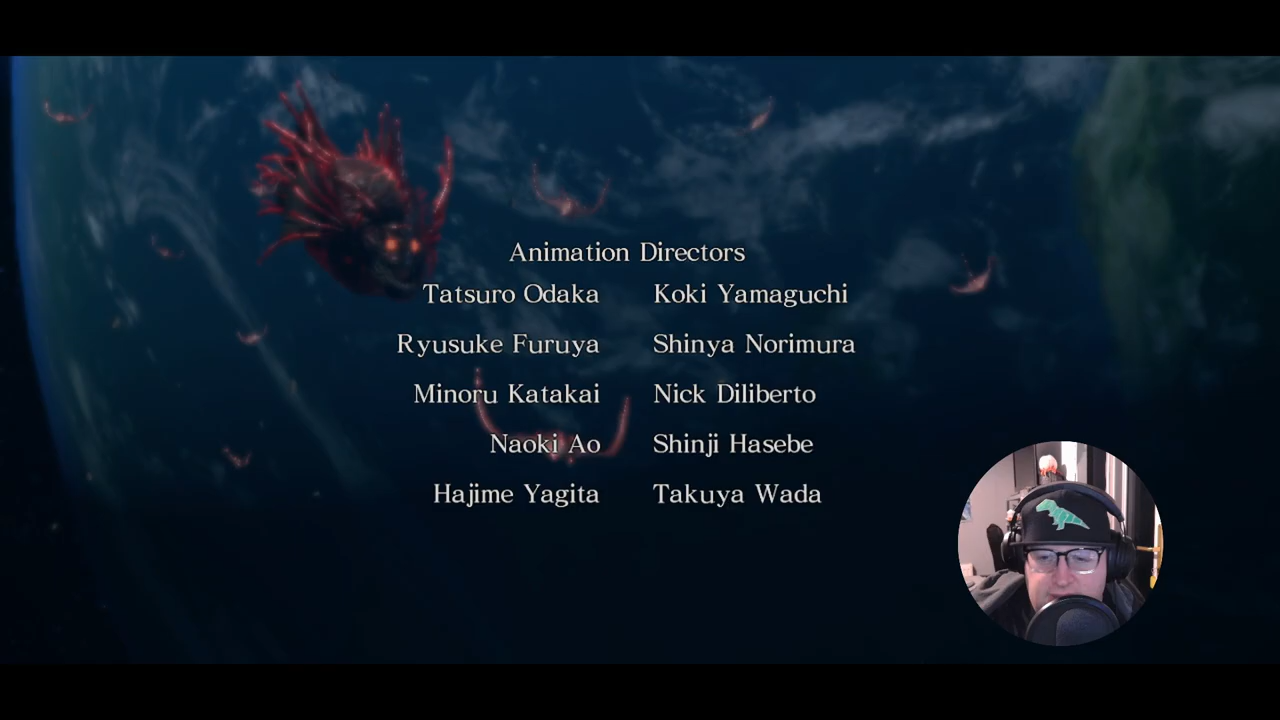 Animation Directors
Tatsuro Odaka Koki Yamaguchi
Ryusuke Furuya Shinya Norimura
Minoru Katakai Nick Diliberto
Naoki Ao Shinji Hasebe
Hajime Yagita Takuya Wada